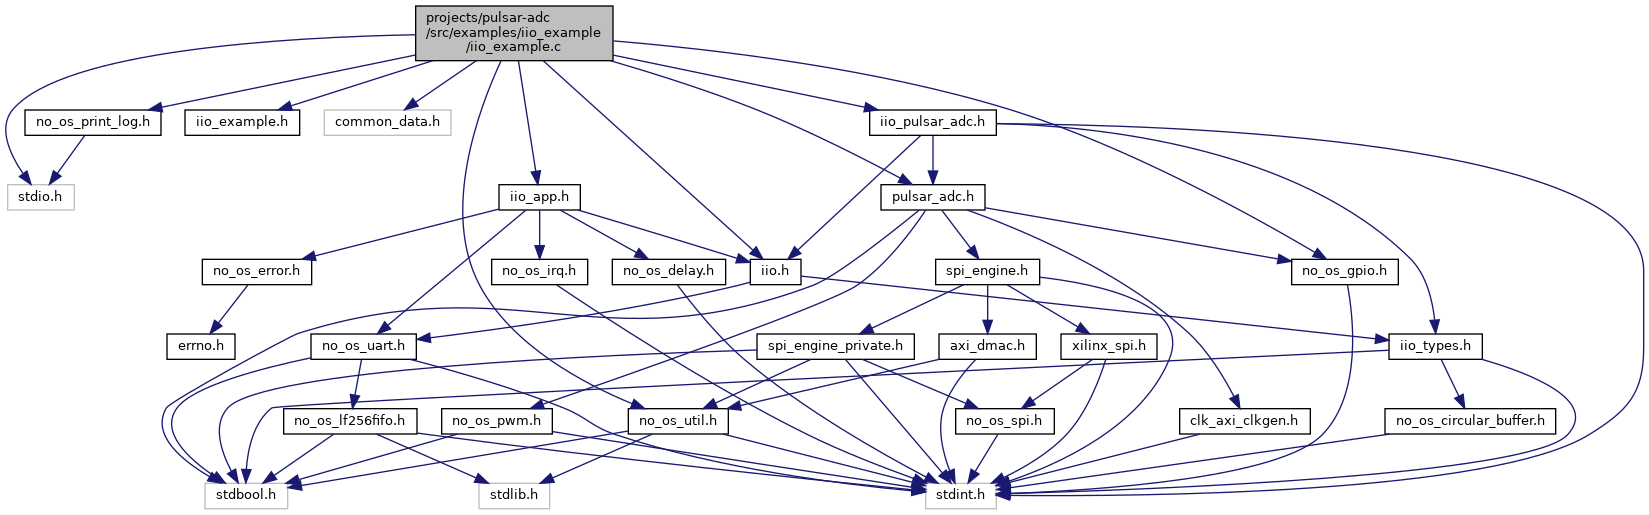 projects/pulsar-adc
/src/examples/iio_example
/iio_example.c
no_os_print_log.h
iio_example.h
common_data.h
iio_pulsar_adc.h
stdio.h
iio_app.h
pulsar_adc.h
no_os_error.h
no_os_irq.h
no_os_delay.h
iio.h
spi_engine.h
no_os_gpio.h
errno.h
no_os_uart.h
spi_engine_private.h
axi_dmac.h
xilinx_spi.h
iio_types.h
no_os_lf256fifo.h
no_os_pwm.h
no_os_util.h
no_os_spi.h
clk_axi_clkgen.h
no_os_circular_buffer.h
stdbool.h
stdlib.h
stdint.h